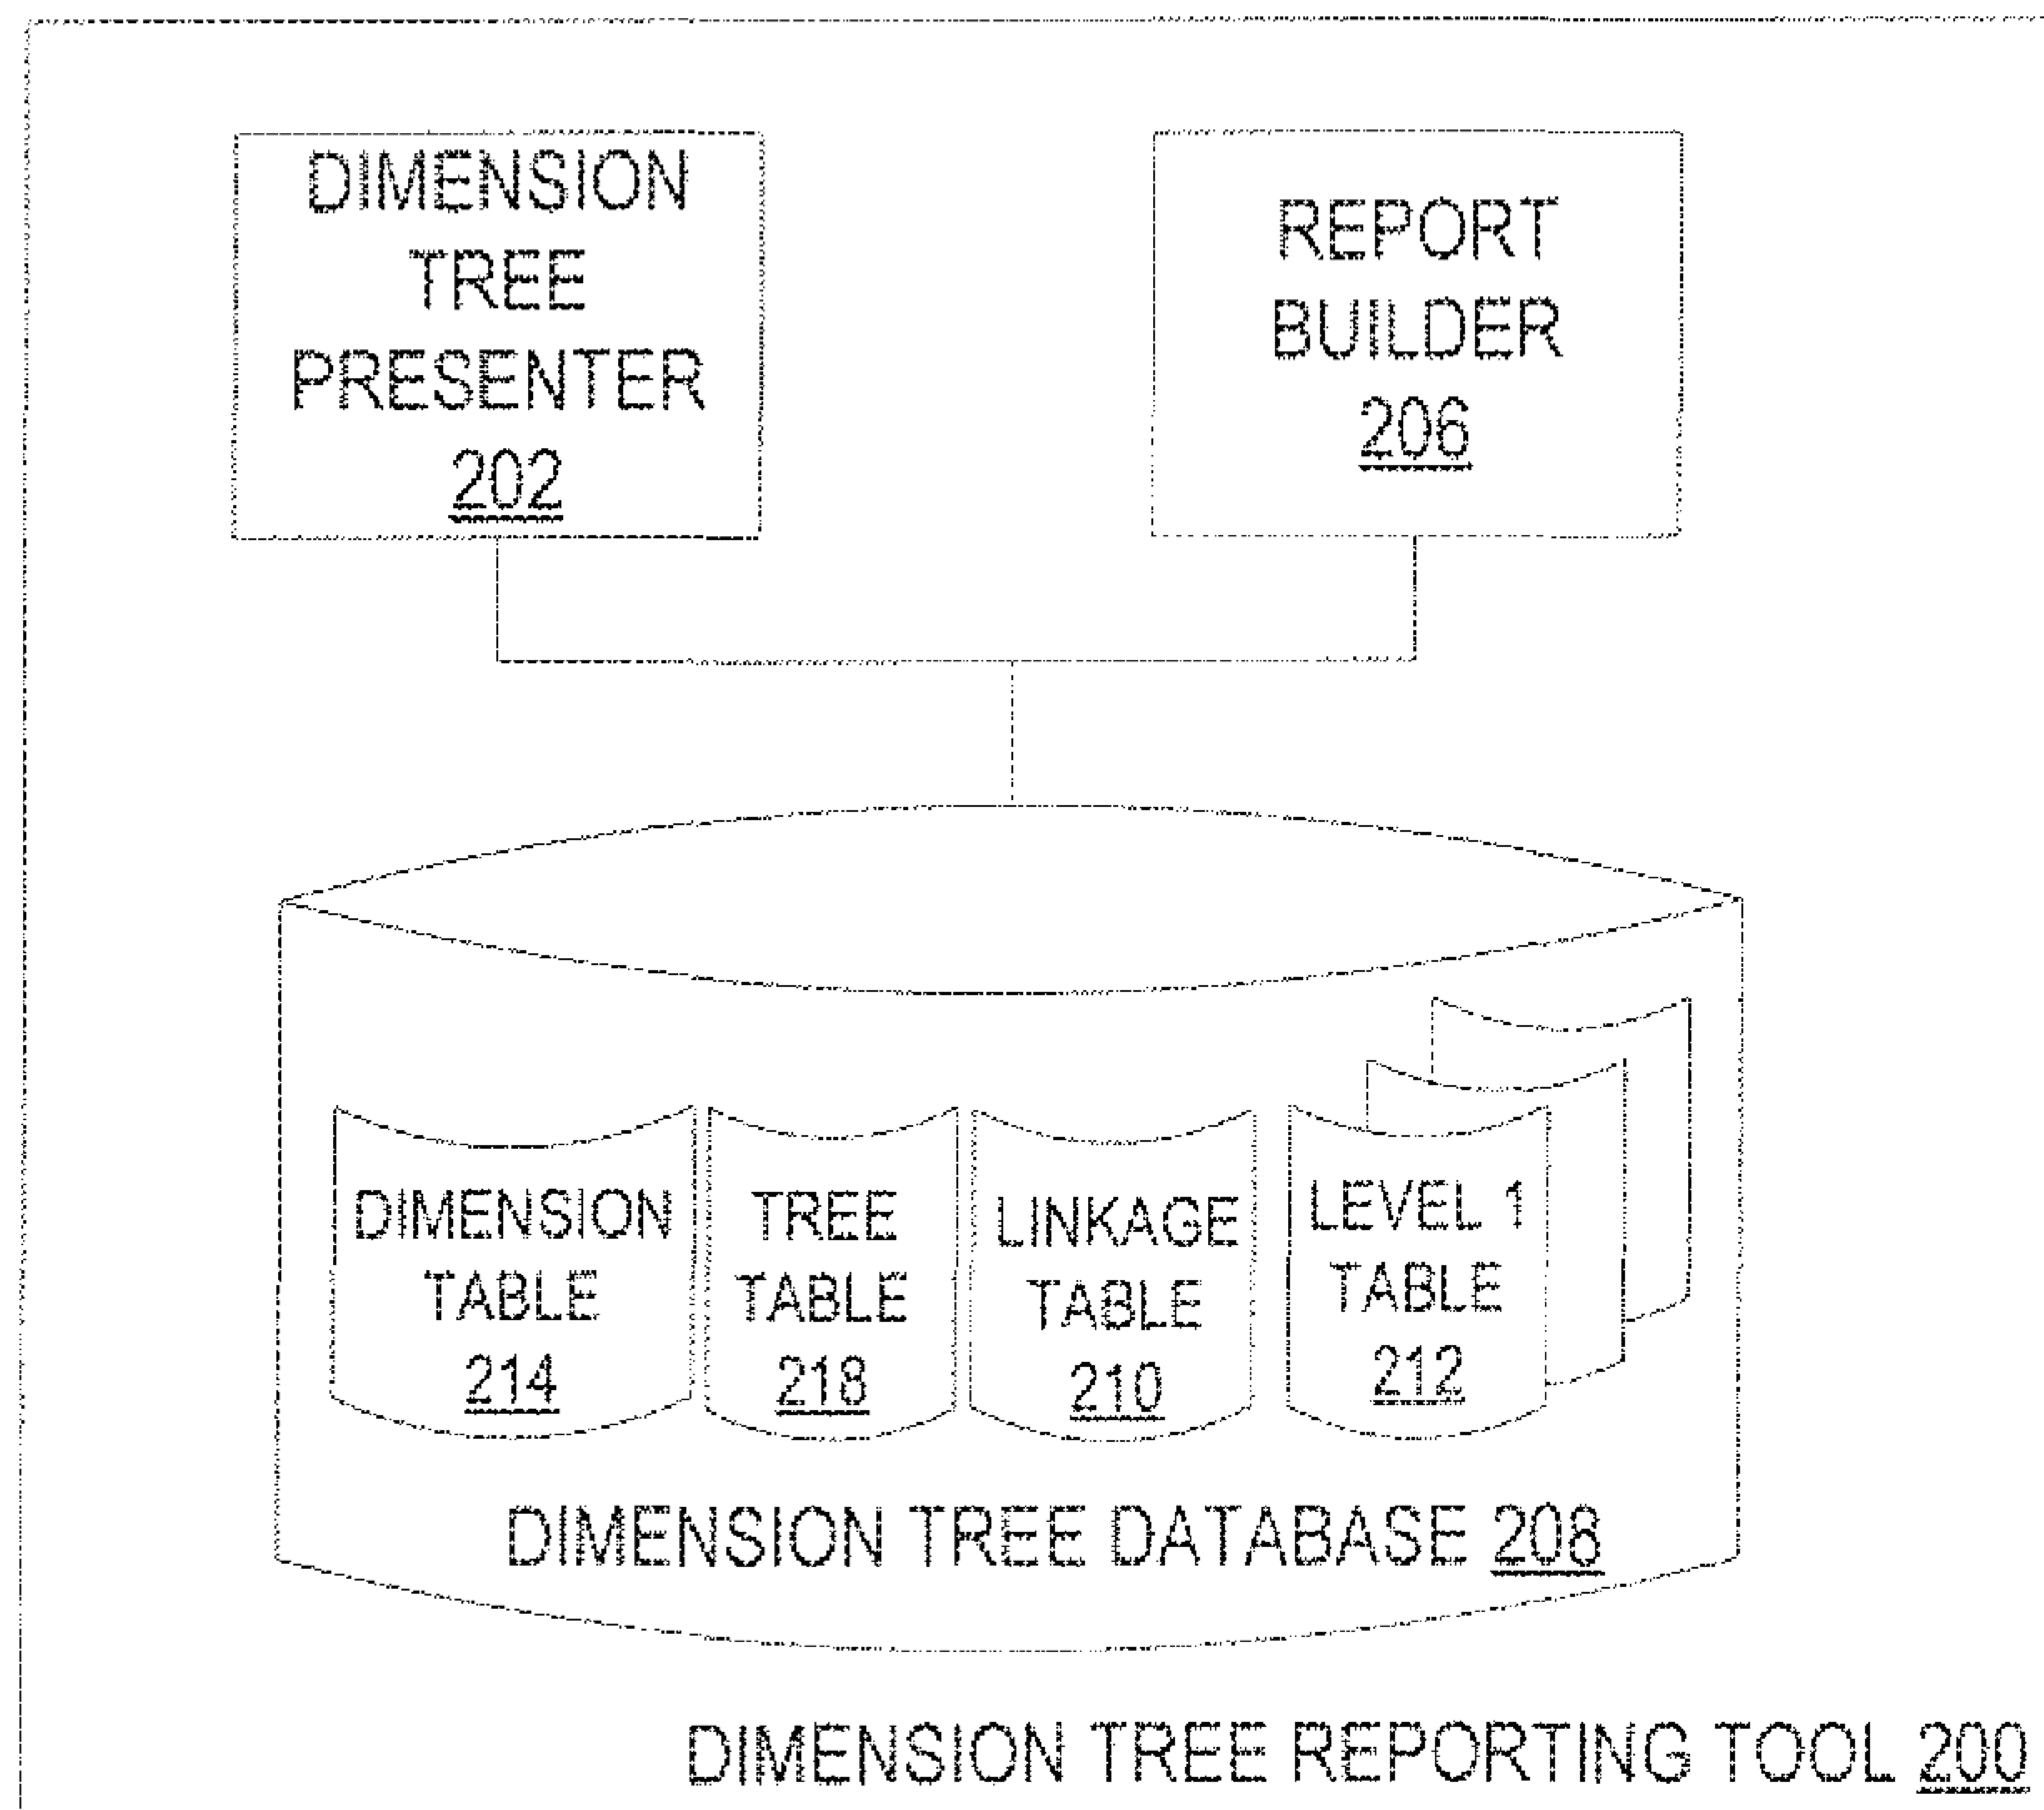 DIMENSION
TREE
PRESENTER
202
REPORT
BUILDER
206
DIMENSION
TABLE
214
TREE
TABLE
218
LINKAGE
TABLE
210
LEVEL 1
TABLE
212
DIMENSION TREE DATABASE 208
DIMENSION TREE REPORTING TOOL 200